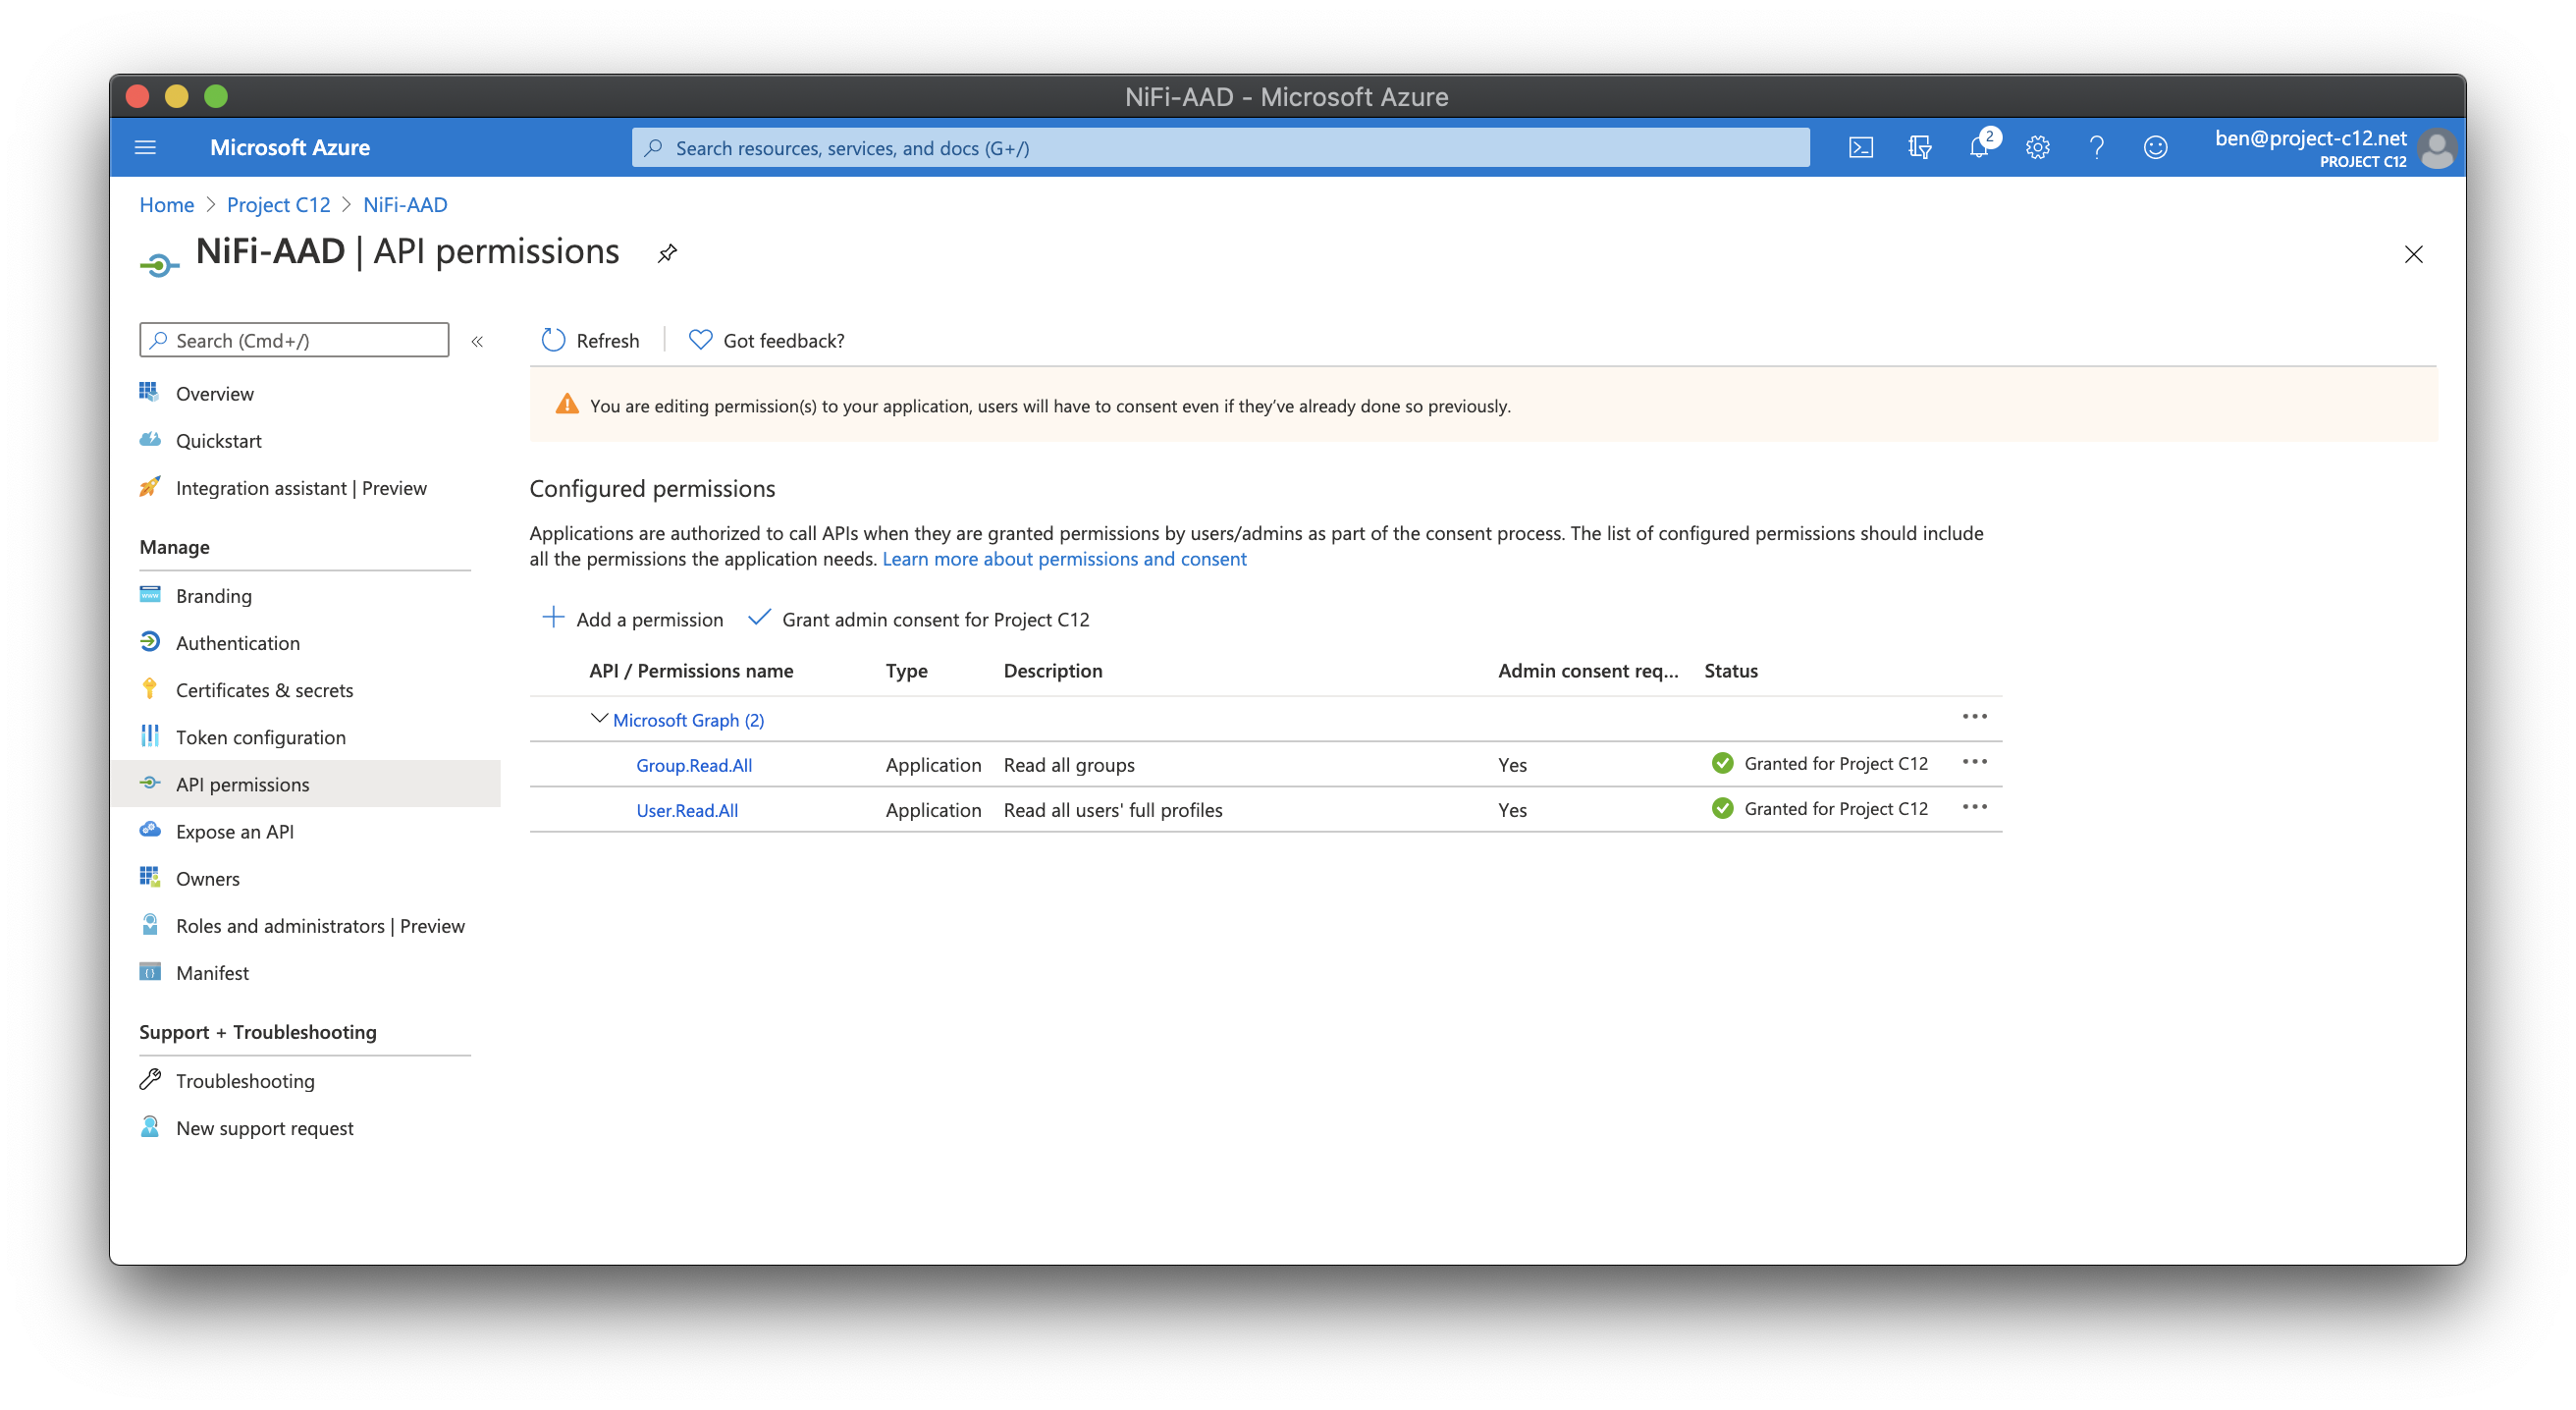 NiFi-AAD - Microsoft Azure
Microsoft Azure
Search resources, services, and docs (G+/)
2
ben@project-c12.net
PROJECT C12
Home > Project C12 > NiFi-AAD
NiFi-AAD | API permissions
Search (Cmd+/)
«
Overview
Quickstart
Integration assistant | Preview
Manage
Branding
Authentication
Certificates & secrets
Token configuration
API permissions
Expose an API
Owners
Roles and administrators | Preview
Manifest
Support + Troubleshooting
Troubleshooting
New support request
Refresh
Got feedback?
You are editing permission(s) to your application, users will have to consent even if they've already done so previously.
Configured permissions
Applications are authorized to call APIs when they are granted permissions by users/admins as part of the consent process. The list of configured permissions should include
all the permissions the application needs. Learn more about permissions and consent
Add a permission
Grant admin consent for Project C12
API / Permissions name Type Description Admin consent req... Status
Microsoft Graph (2)
Group.Read.All Application Read all groups Yes Granted for Project C12
User.Read.All Application Read all users' full profiles Yes Granted for Project C12